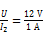 U/I₂ = 12 V/1 A